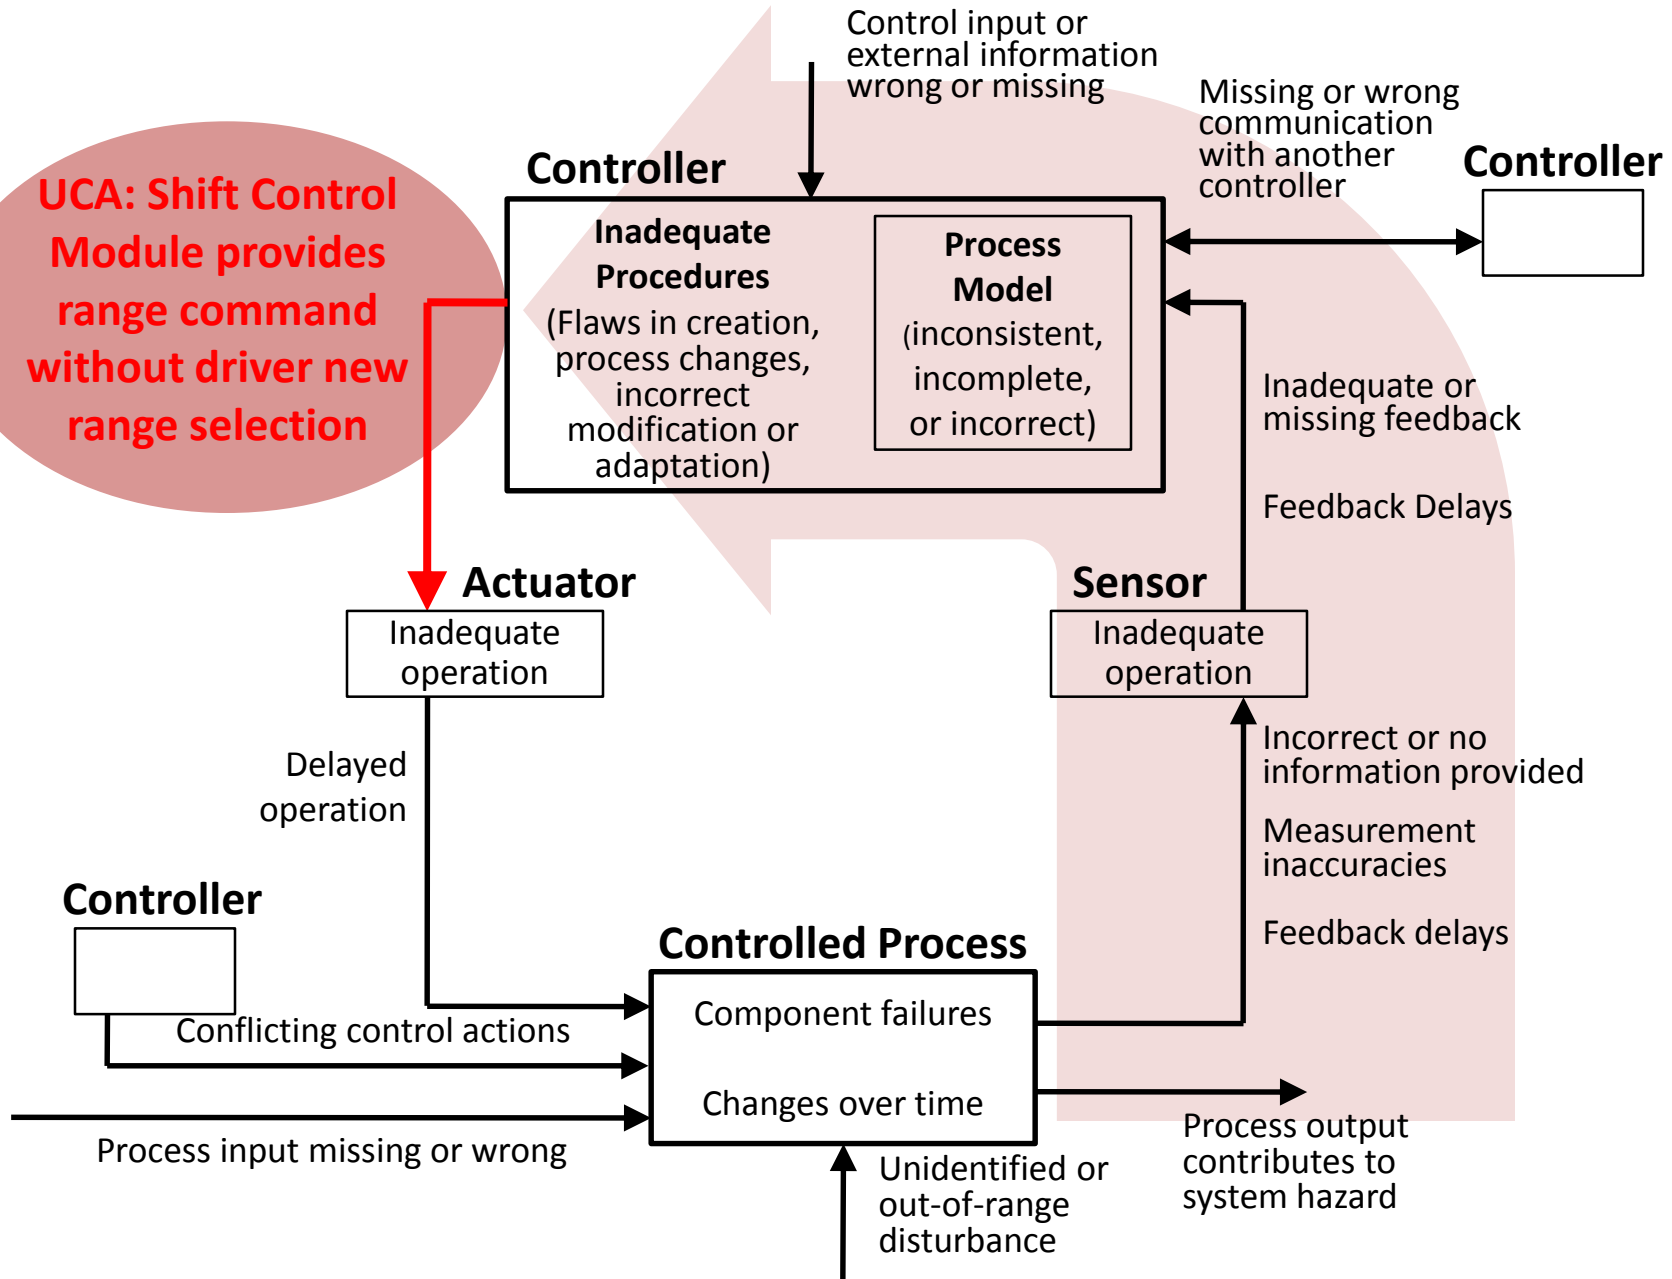 Control input or
external information
wrong or missing
Missing or wrong
communication
with another
controller
Controller
Controller
UCA: Shift Control
Module provides
range command
without driver new
range selection
Inadequate
Procedures
(Flaws in creation,
process changes,
incorrect
modification or
adaptation)
Process
Model
(inconsistent,
incomplete,
or incorrect)
Inadequate or
missing feedback
Feedback Delays
Actuator
Inadequate
operation
Sensor
Inadequate
operation
Delayed
operation
Incorrect or no
information provided
Measurement
inaccuracies
Feedback delays
Controller
Conflicting control actions
Controlled Process
Component failures
Changes over time
Process input missing or wrong
Unidentified or
out-of-range
disturbance
Process output
contributes to
system hazard